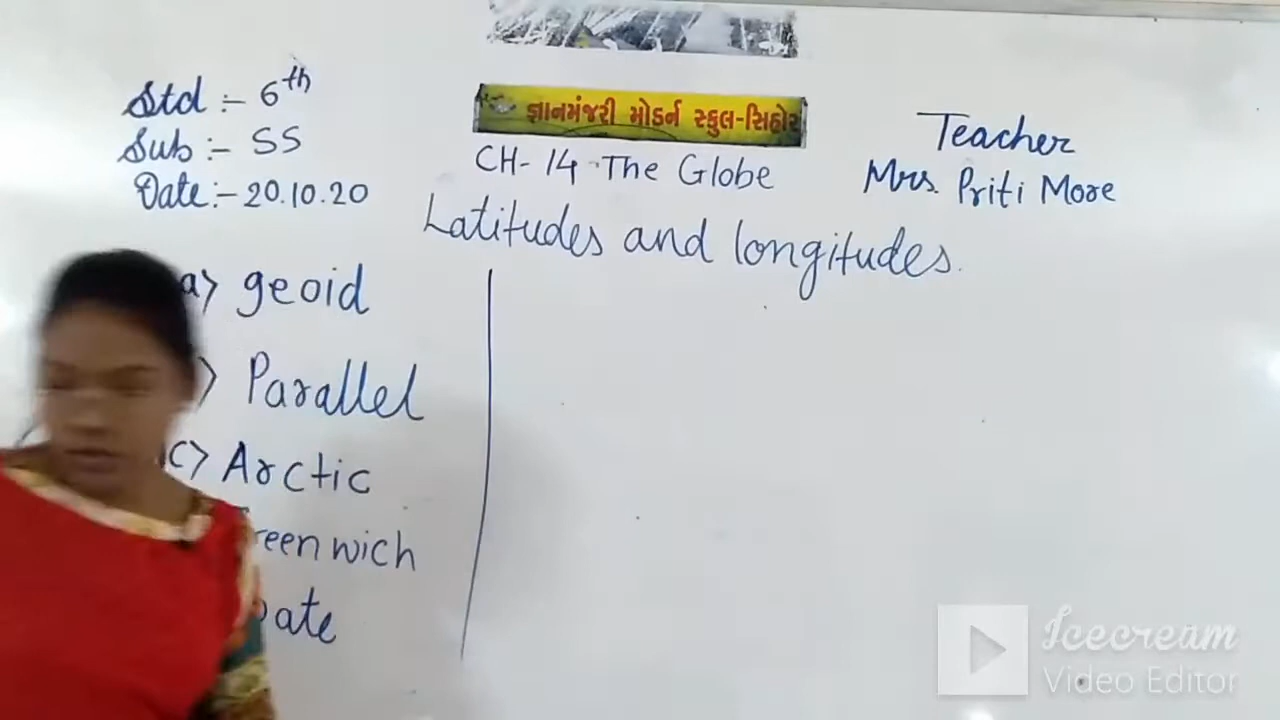 Std :- 6th
Sub :- SS
Date :- 20.10.20
જ્ઞાનમંજરી મોડર્ન સ્કુલ-સિહોર
CH- 14 The Globe
Latitudes and longitudes.
Teacher
Mrs. Priti More
a> geoid
> Parallel
c> Arctic
reenwich
ate
Icecream
Video Editor